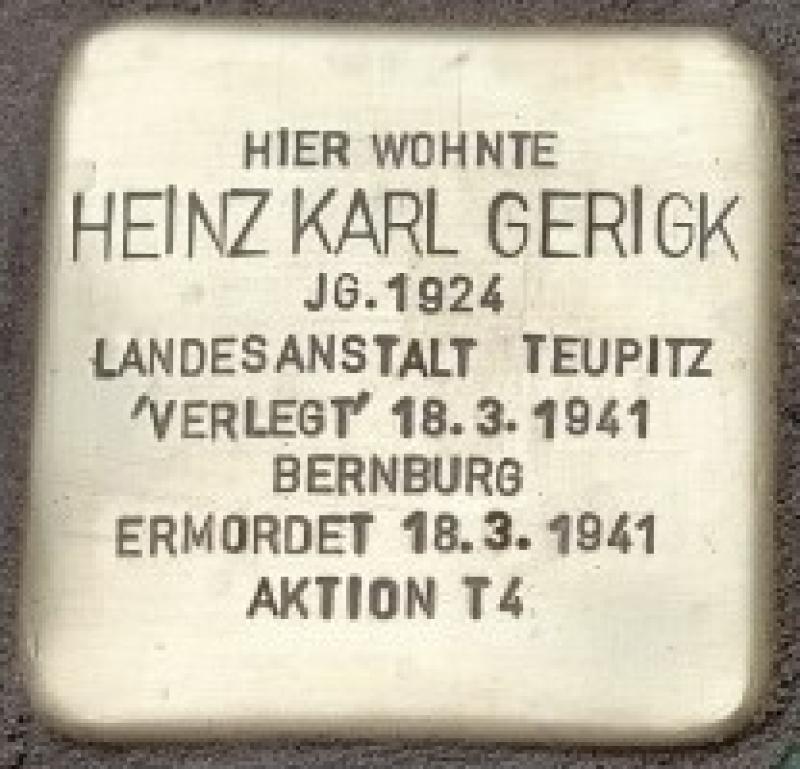 HIER WOHNTE
HEINZ KARL GERIGK
JG. 1924
LANDESANSTALT TEUPITZ
'VERLEGT' 18.3.1941
BERNBURG
ERMORDET 18.3.1941
AKTION T4